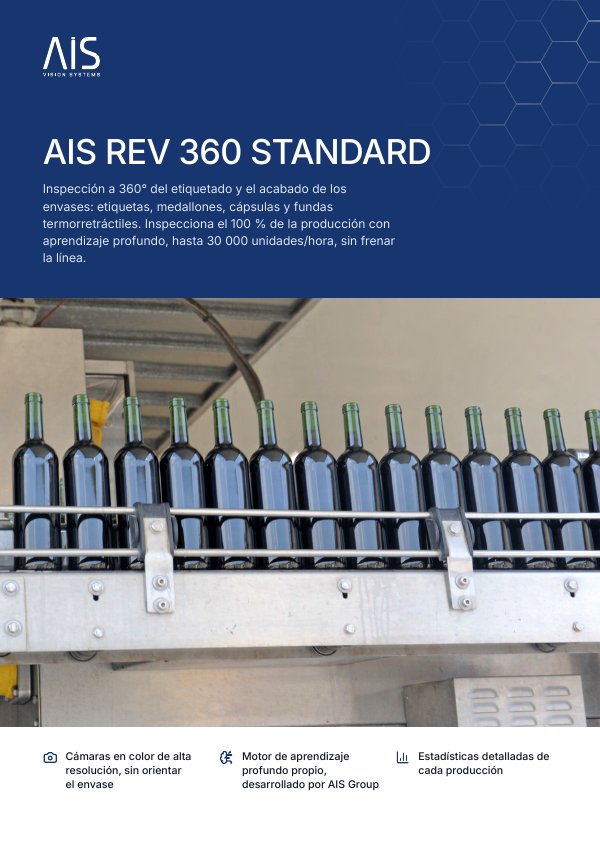 AIS
VISION SYSTEMS
AIS REV 360 STANDARD
Inspección a 360° del etiquetado y el acabado de los
envases: etiquetas, medallones, cápsulas y fundas
termorretráctiles. Inspecciona el 100 % de la producción con
aprendizaje profundo, hasta 30 000 unidades/hora, sin frenar
la línea.
Cámaras en color de alta
resolución, sin orientar
el envase
Motor de aprendizaje
profundo propio,
desarrollado por AIS Group
Estadísticas detalladas de
cada producción